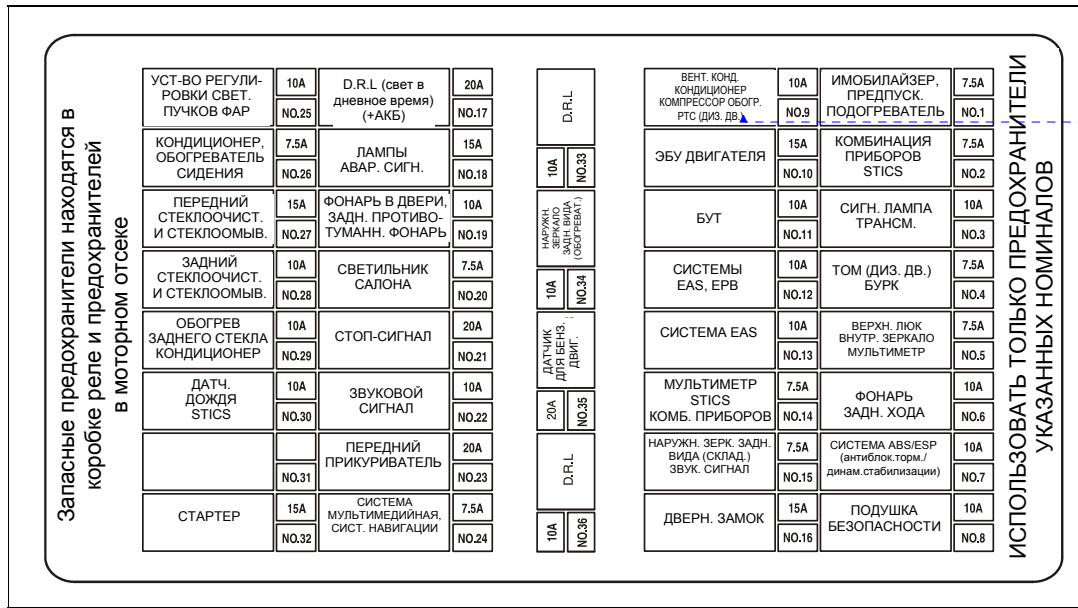 Запасные предохранители находятся в
коробке реле и предохранителей
в моторном отсеке
УСТ-ВО РЕГУЛИ-
РОВКИ СВЕТ.
ПУЧКОВ ФАР
10A
NO.25
D.R.L (свет в
дневное время)
(+АКБ)
20A
NO.17
КОНДИЦИОНЕР,
ОБОГРЕВАТЕЛЬ
СИДЕНИЯ
7.5A
NO.26
ЛАМПЫ
АВАР. СИГН.
15A
NO.18
ПЕРЕДНИЙ
СТЕКЛООЧИСТ.
И СТЕКЛООМЫВ.
15A
NO.27
ФОНАРЬ В ДВЕРИ,
ЗАДН. ПРОТИВО-
ТУМАНН. ФОНАРЬ
10A
NO.19
ЗАДНИЙ
СТЕКЛООЧИСТ.
И СТЕКЛООМЫВ.
10A
NO.28
СВЕТИЛЬНИК
САЛОНА
7.5A
NO.20
ОБОГРЕВ
ЗАДНЕГО СТЕКЛА
КОНДИЦИОНЕР
10A
NO.29
СТОП-СИГНАЛ
20A
NO.21
ДАТЧ.
ДОЖДЯ
STICS
10A
NO.30
ЗВУКОВОЙ
СИГНАЛ
10A
NO.22
NO.31
ПЕРЕДНИЙ
ПРИКУРИВАТЕЛЬ
20A
NO.23
СТАРТЕР
15A
NO.32
СИСТЕМА
МУЛЬТИМЕДИЙНАЯ,
СИСТ. НАВИГАЦИИ
7.5A
NO.24
D.R.L
10A
NO.33
НАРУЖН.
ЗЕРКАЛО
ЗАДН. ВИДА
(ОБОГРЕВАТ.)
10A
NO.34
ДАТЧИК
ДЛЯ БЕНЗ.
ДВИГ.
20A
NO.35
D.R.L
10A
NO.36
ВЕНТ. КОНД.
КОНДИЦИОНЕР
КОМПРЕССОР ОБОГР.
РТС (ДИЗ. ДВ.)
10A
NO.9
ИМОБИЛАЙЗЕР,
ПРЕДПУСК.
ПОДОГРЕВАТЕЛЬ
7.5A
NO.1
ЭБУ ДВИГАТЕЛЯ
15A
NO.10
КОМБИНАЦИЯ
ПРИБОРОВ
STICS
7.5A
NO.2
БУТ
10A
NO.11
СИГН. ЛАМПА
ТРАНСМ.
10A
NO.3
СИСТЕМЫ
EAS, EPB
10A
NO.12
ТОМ (ДИЗ. ДВ.)
БУРК
7.5A
NO.4
СИСТЕМА EAS
10A
NO.13
ВЕРХН. ЛЮК
ВНУТР. ЗЕРКАЛО
МУЛЬТИМЕТР
7.5A
NO.5
МУЛЬТИМЕТР
STICS
КОМБ. ПРИБОРОВ
7.5A
NO.14
ФОНАРЬ
ЗАДН. ХОДА
10A
NO.6
НАРУЖН. ЗЕРК. ЗАДН.
ВИДА (СКЛАД.)
ЗВУК. СИГНАЛ
7.5A
NO.15
СИСТЕМА ABS/ESP
(антиблок.торм./
динам.стабилизации)
10A
NO.7
ДВЕРН. ЗАМОК
15A
NO.16
ПОДУШКА
БЕЗОПАСНОСТИ
10A
NO.8
ИСПОЛЬЗОВАТЬ ТОЛЬКО ПРЕДОХРАНИТЕЛИ
УКАЗАННЫХ НОМИНАЛОВ